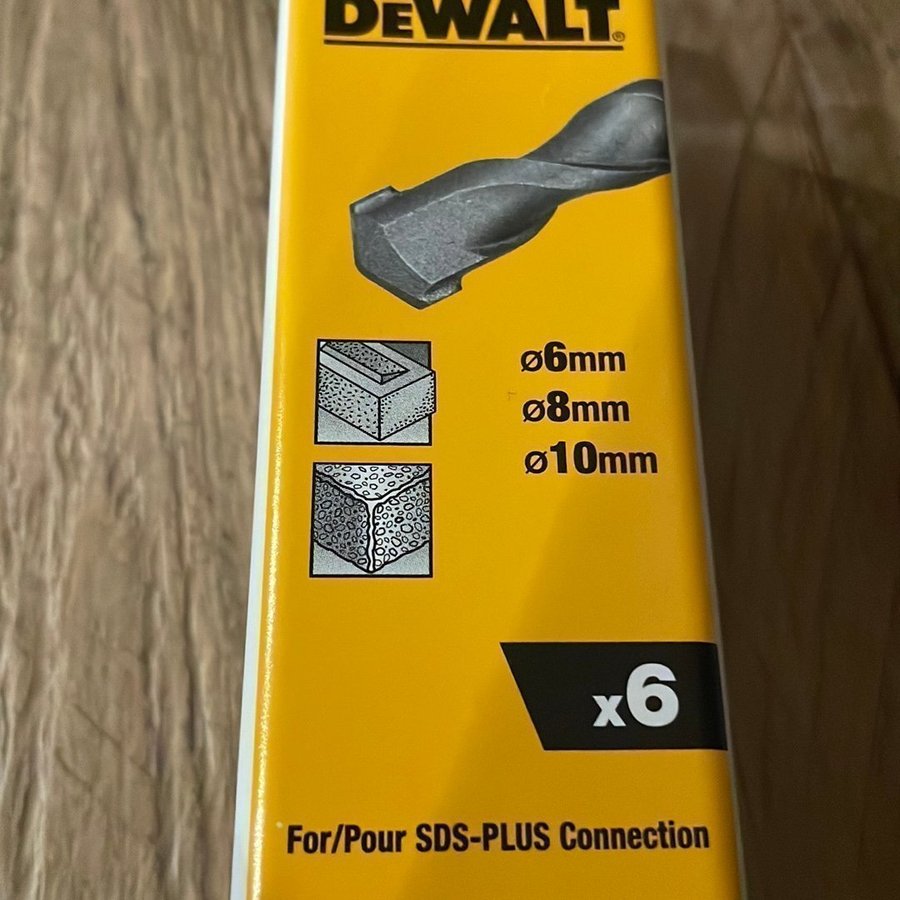 DEWALT®
ø6mm
ø8mm
ø10mm
x6
For/Pour SDS-PLUS Connection